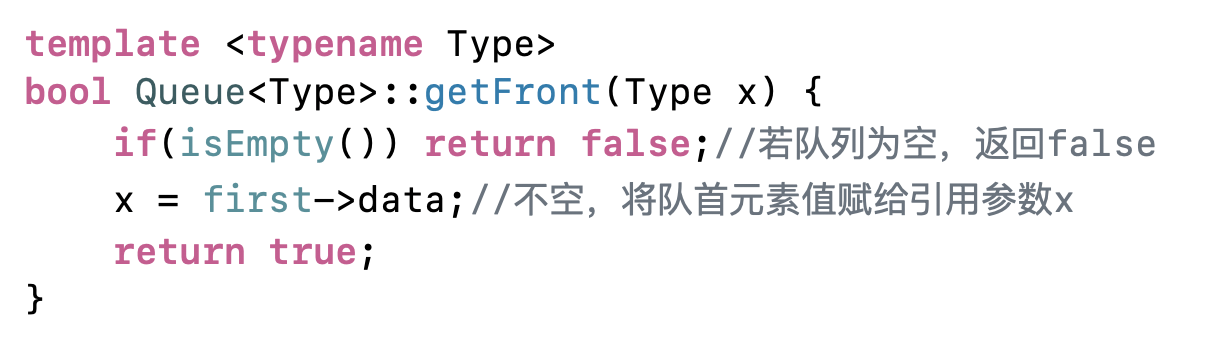 template <typename Type>
bool Queue<Type>::getFront(Type x) {
    if(isEmpty()) return false;//若队列为空，返回false
    x = first->data;//不空，将队首元素值赋给引用参数x
    return true;
}